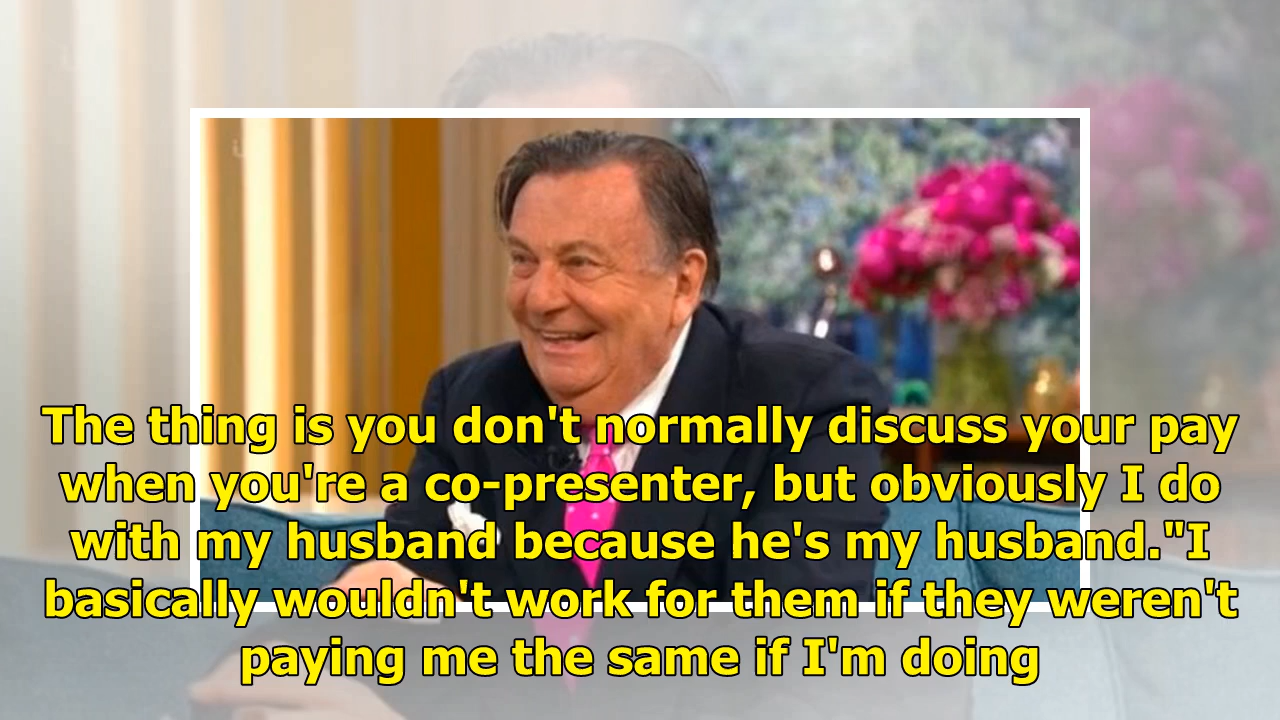 The thing is you don't normally discuss your pay
when you're a co-presenter, but obviously I do
with my husband because he's my husband."I
basically wouldn't work for them if they weren't
paying me the same if I'm doing